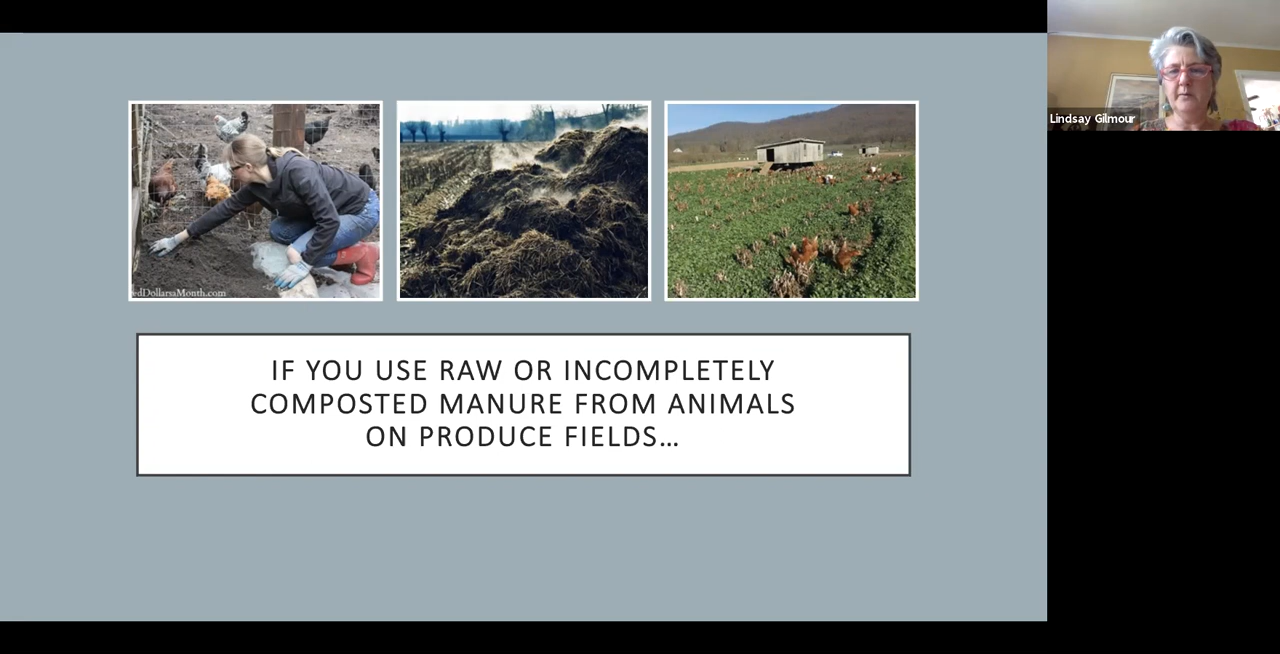 Lindsay Gilmour
edDollarsaMonth.com
IF YOU USE RAW OR INCOMPLETELY
COMPOSTED MANURE FROM ANIMALS
ON PRODUCE FIELDS…